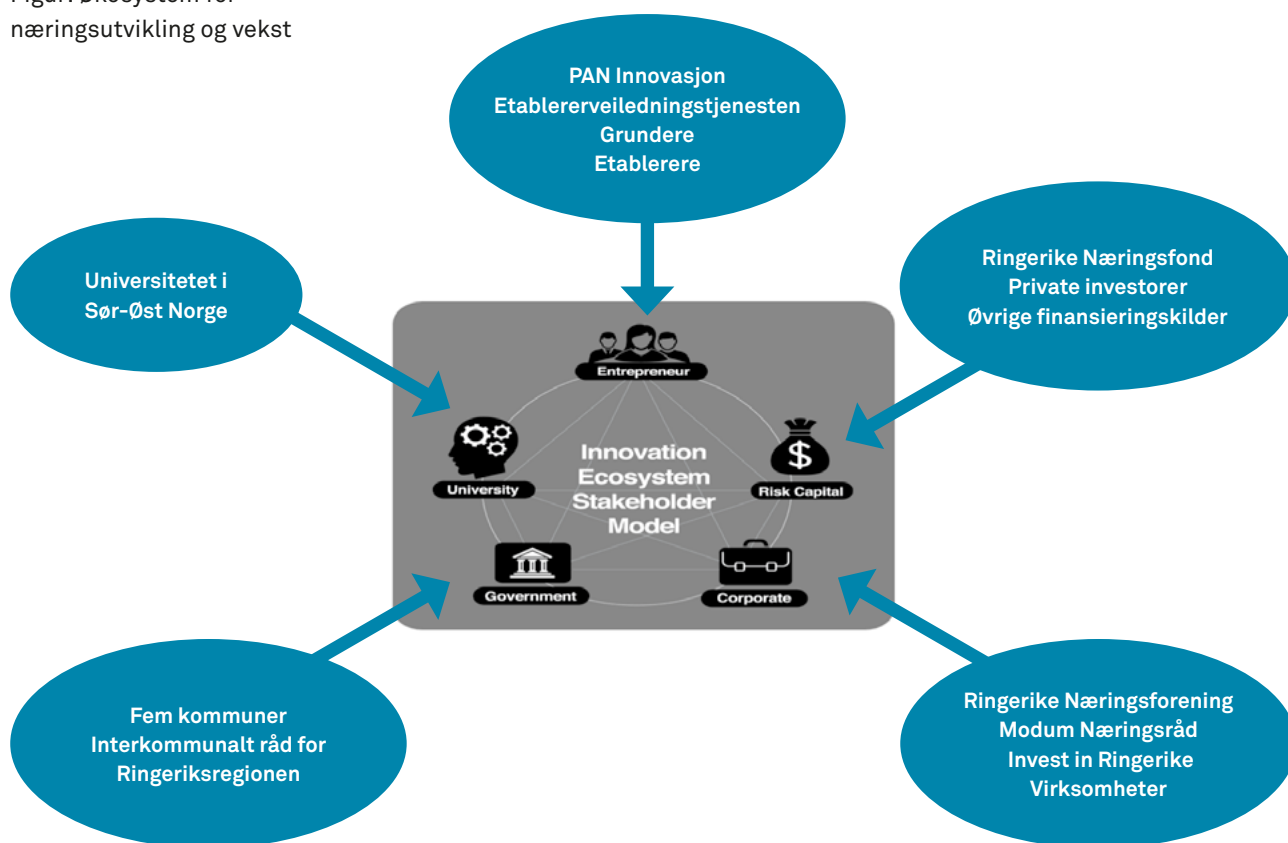 næringsutvikling og vekst
PAN Innovasjon
Etablererveiledningstjenesten
Grundere
Etablerere
Universitetet i
Sør-Øst Norge
Ringerike Næringsfond
Private investorer
Øvrige finansieringskilder
Entrepreneur
University
Innovation
Ecosystem
Stakeholder
Model
$
Risk Capital
Government
Corporate
Fem kommuner
Interkommunalt råd for
Ringeriksregionen
Ringerike Næringsforening
Modum Næringsråd
Invest in Ringerike
Virksomheter